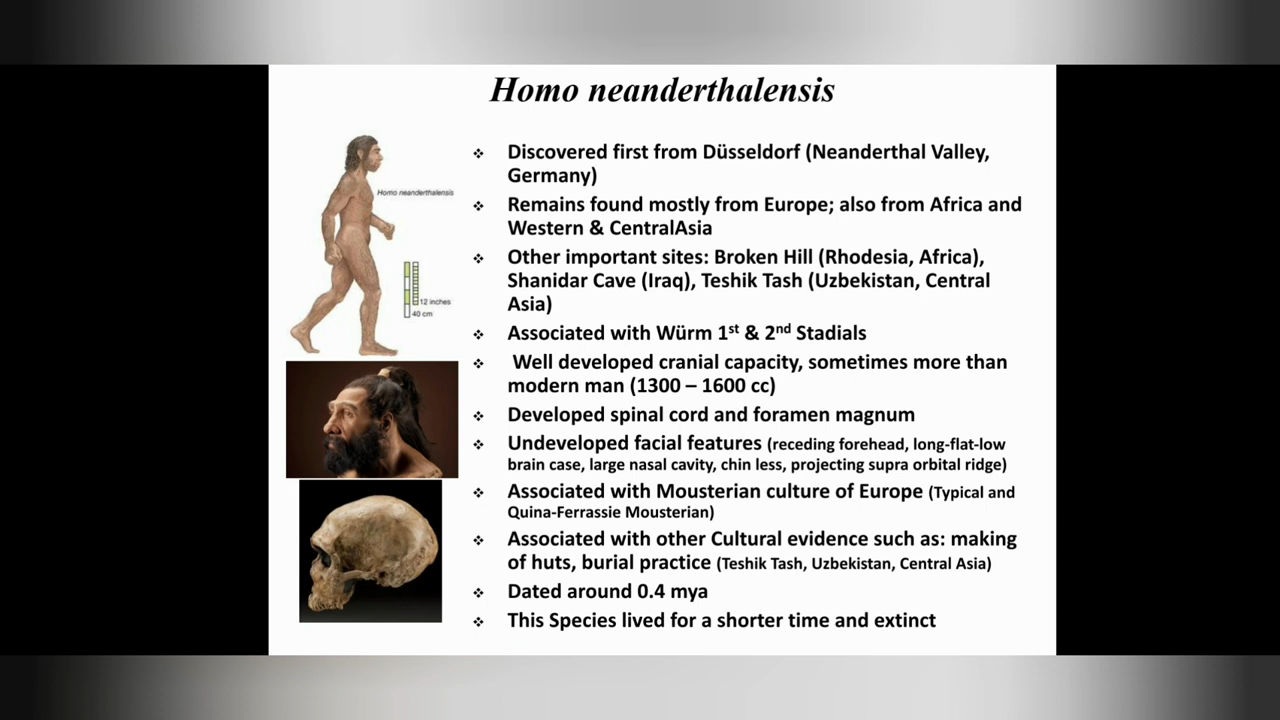 Homo neanderthalensis
Homo neanderthalensis
12 inches
40 cm
❖ Discovered first from Düsseldorf (Neanderthal Valley,
Germany)
❖ Remains found mostly from Europe; also from Africa and
Western & CentralAsia
❖ Other important sites: Broken Hill (Rhodesia, Africa),
Shanidar Cave (Iraq), Teshik Tash (Uzbekistan, Central
Asia)
❖ Associated with Würm 1st & 2nd Stadials
❖ Well developed cranial capacity, sometimes more than
modern man (1300 – 1600 cc)
❖ Developed spinal cord and foramen magnum
❖ Undeveloped facial features (receding forehead, long-flat-low
brain case, large nasal cavity, chin less, projecting supra orbital ridge)
❖ Associated with Mousterian culture of Europe (Typical and
Quina-Ferrassie Mousterian)
❖ Associated with other Cultural evidence such as: making
of huts, burial practice (Teshik Tash, Uzbekistan, Central Asia)
❖ Dated around 0.4 mya
❖ This Species lived for a shorter time and extinct